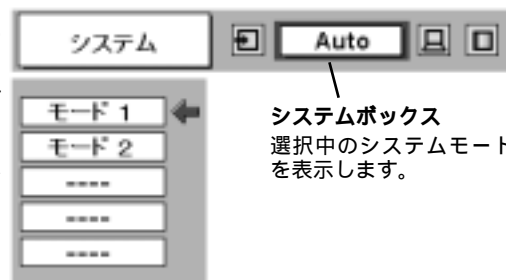 システム
Auto
モード 1
モード 2
----
----
----
システムボックス
選択中のシステムモード
を表示します。